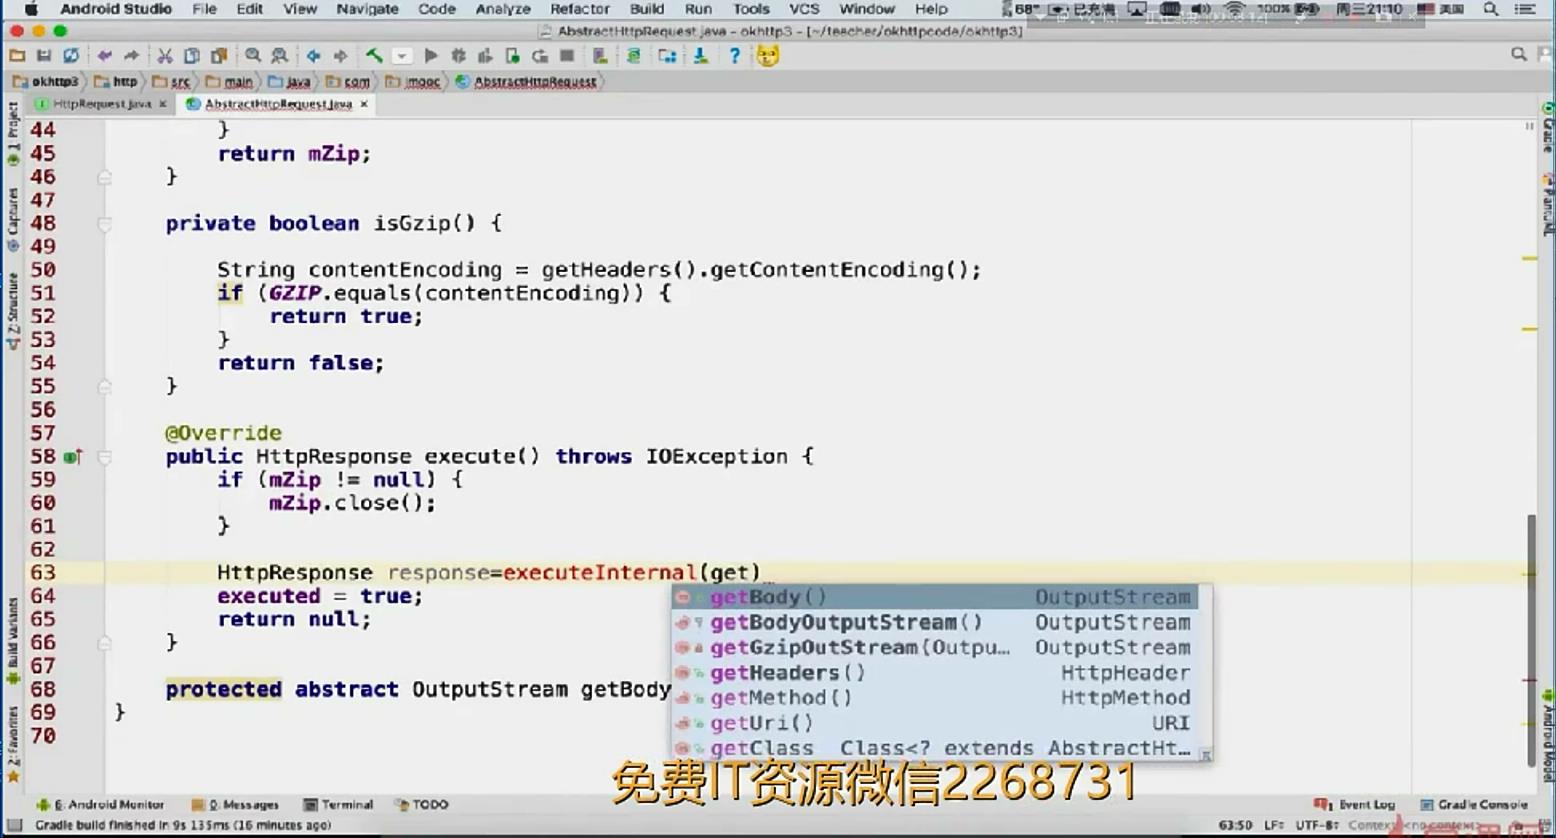 Android Studio File Edit View Navigate Code Analyze Refactor Build Run Tools VCS Window Help 100% 周三21:10 美国
AbstractHttpRequest.java - okhttp3 - [~/teacher/okhttpcode/okhttp3]
okhttp3 http src main java com imooc AbstractHttpRequest
HttpRequest.java AbstractHttpRequest.java
1: Project
Captures
Z: Structure
Build Variants
2: Favorites
Gradle
PlantUML
Android Model
44 }
45 return mZip;
46 }
47
48 private boolean isGzip() {
49
50 String contentEncoding = getHeaders().getContentEncoding();
51 if (GZIP.equals(contentEncoding)) {
52 return true;
53 }
54 return false;
55 }
56
57 @Override
58 public HttpResponse execute() throws IOException {
59 if (mZip != null) {
60 mZip.close();
61 }
62
63 HttpResponse response=executeInternal(get)
64 executed = true;
65 return null;
66 }
67
68 protected abstract OutputStream getBody
69 }
70
getBody() OutputStream
getBodyOutputStream() OutputStream
getGzipOutStream(Outpu… OutputStream
getHeaders() HttpHeader
getMethod() HttpMethod
getUri() URI
getClass Class<? extends AbstractHt…
免费IT资源微信2268731
6: Android Monitor 0: Messages Terminal TODO Event Log Gradle Console
Gradle build finished in 9s 135ms (16 minutes ago) 63:50 LF÷ UTF-8÷ Context: <no context>